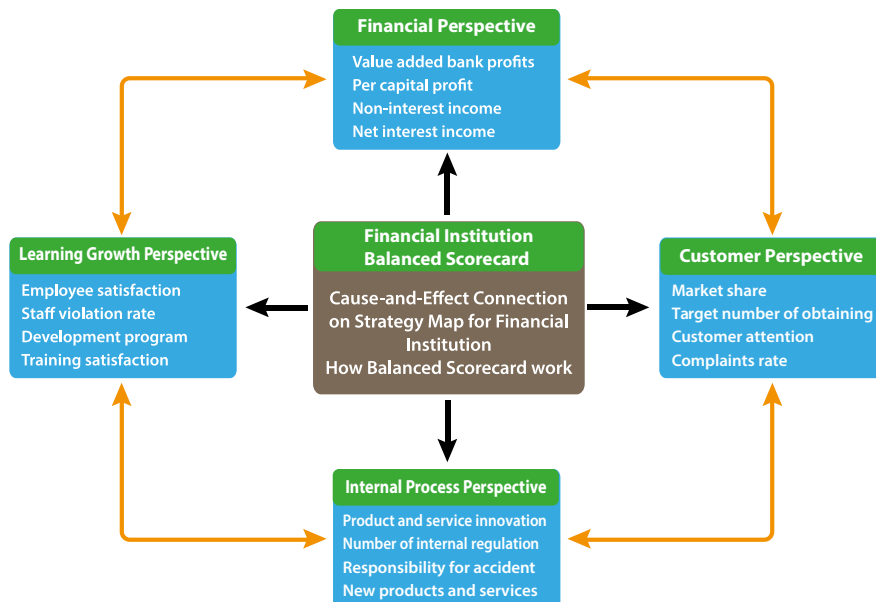 Financial Perspective
Value added bank profits
Per capital profit
Non-interest income
Net interest income
Learning Growth Perspective
Employee satisfaction
Staff violation rate
Development program
Training satisfaction
Financial Institution
Balanced Scorecard
Cause-and-Effect Connection
on Strategy Map for Financial
Institution
How Balanced Scorecard work
Customer Perspective
Market share
Target number of obtaining
Customer attention
Complaints rate
Internal Process Perspective
Product and service innovation
Number of internal regulation
Responsibility for accident
New products and services